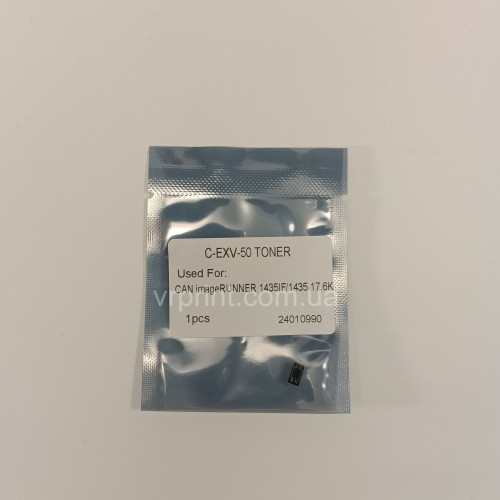 C-EXV-50 TONER
Used For:
CAN imageRUNNER 1435IF/1435 17.6K
vrprint.com.ua
1pcs 24010990